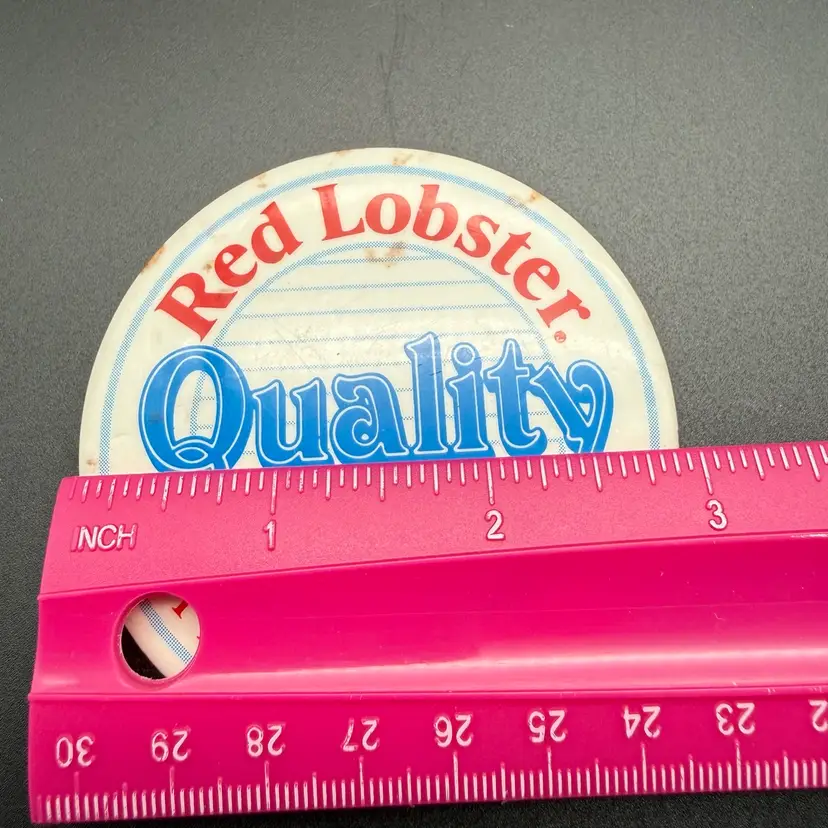 Red Lobster®
Quality
INCH 1 2 3
30 29 28 27 26 25 24 23